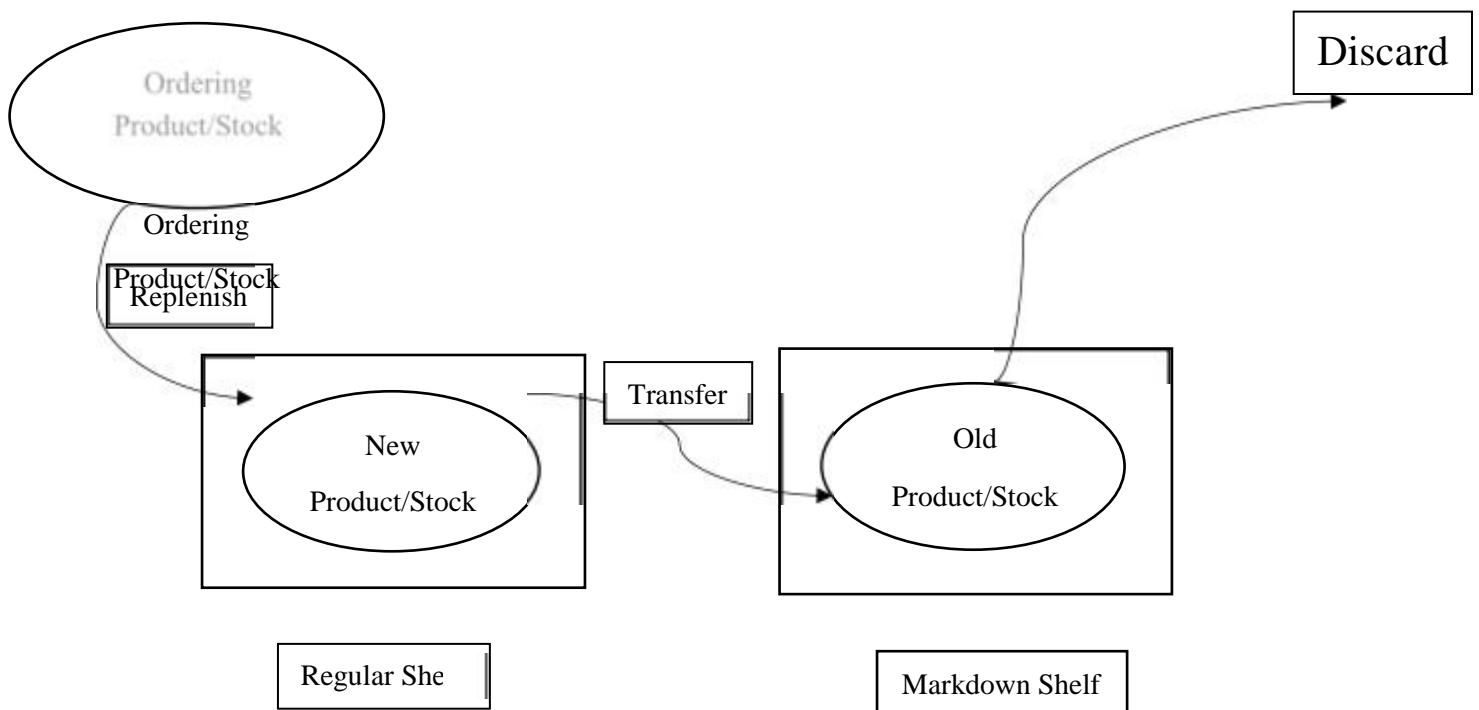 Discard
Ordering
Product/Stock
Ordering
Product/Stock
Replenish
Transfer
New
Product/Stock
Old
Product/Stock
Regular She
Markdown Shelf